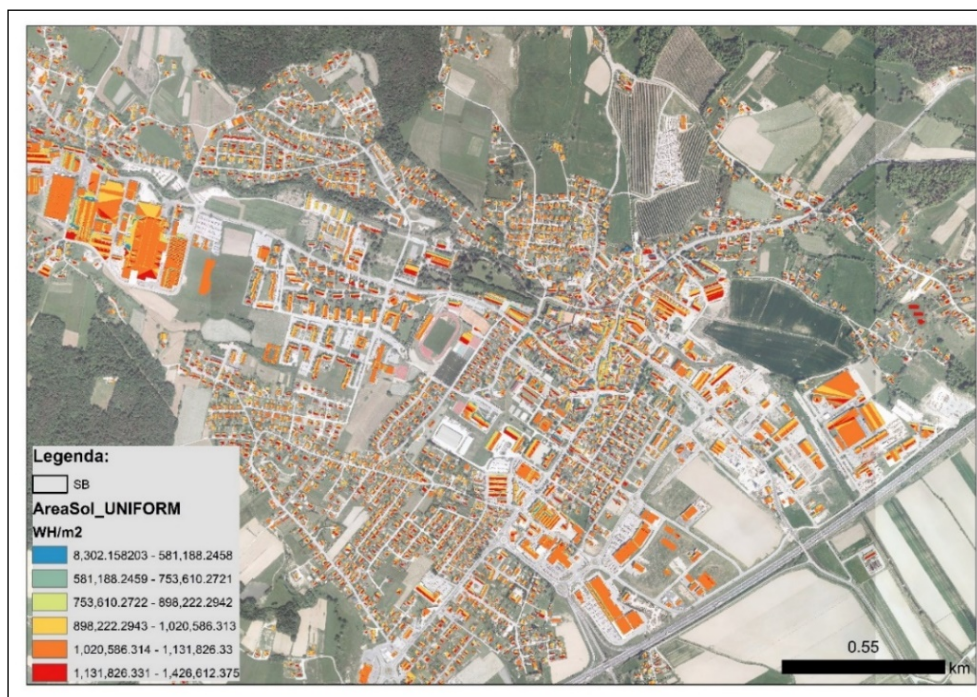 Legenda:
SB
AreaSol_UNIFORM
WH/m2
8,302.158203 - 581,188.2458
581,188.2459 - 753,610.2721
753,610.2722 - 898,222.2942
898,222.2943 - 1,020,586.313
1,020,586.314 - 1,131,826.33
1,131,826.331 - 1,426,612.375
0.55
km